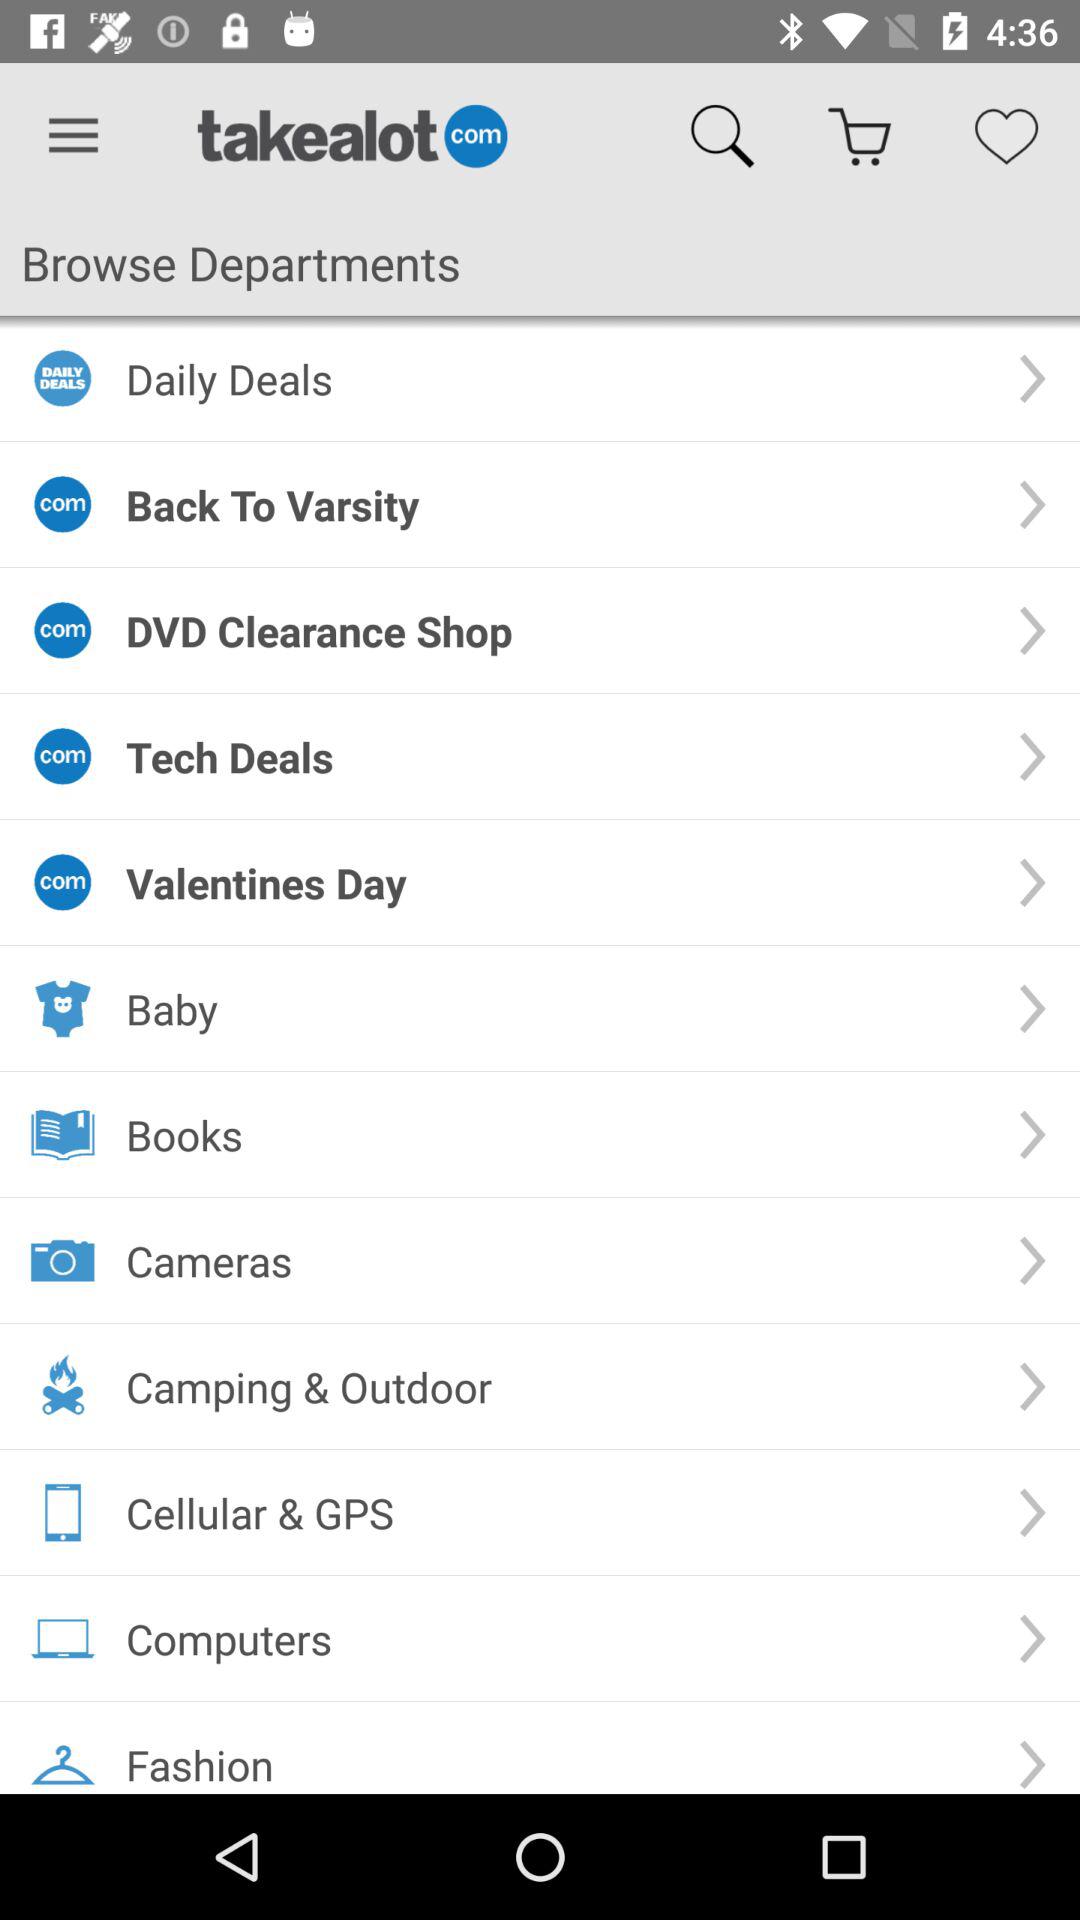 FAKE
4:36
takealot com
Browse Departments
DAILY DEALS Daily Deals
com Back To Varsity
com DVD Clearance Shop
com Tech Deals
com Valentines Day
Baby
Books
Cameras
Camping & Outdoor
Cellular & GPS
Computers
Fashion